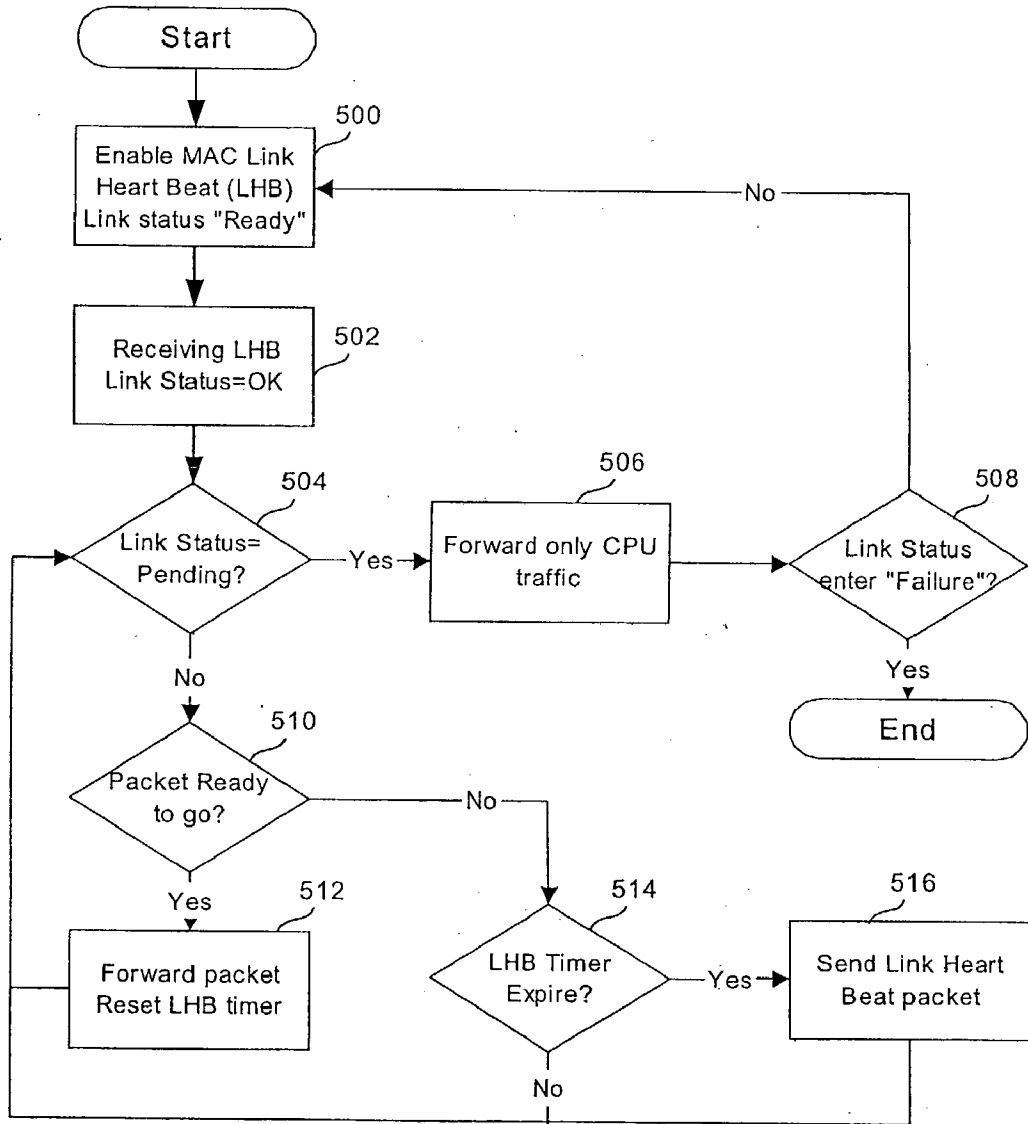 Start
500
Enable MAC Link
Heart Beat (LHB)
Link status "Ready"
No
502
Receiving LHB
Link Status=OK
504
Link Status=
Pending?
Yes
506
Forward only CPU
traffic
508
Link Status
enter "Failure"?
Yes
End
No
510
Packet Ready
to go?
No
Yes
512
Forward packet
Reset LHB timer
514
LHB Timer
Expire?
Yes
516
Send Link Heart
Beat packet
No